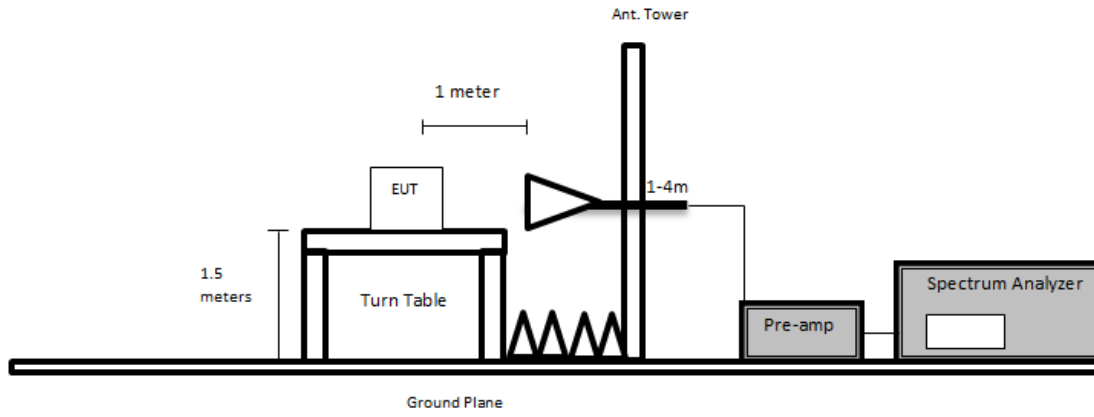 Ant. Tower
1 meter
EUT
1-4m
1.5
meters
Turn Table
Spectrum Analyzer
Pre-amp
Ground Plane